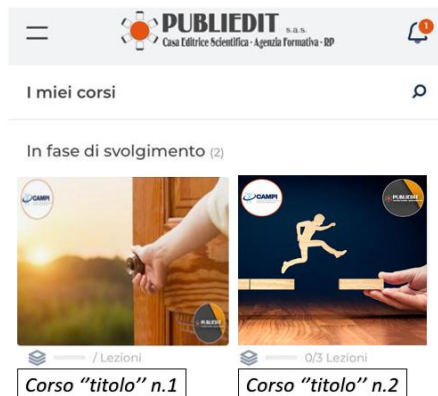 PUBLIEDIT s.a.s.
Casa Editrice Scientifica - Agenzia Formativa - RP
1
I miei corsi
In fase di svolgimento (2)
CAMPI
CAMPI
PUBLIEDIT
PUBLIEDIT
/ Lezioni
0/3 Lezioni
Corso ‘’titolo’’ n.1
Corso ‘’titolo’’ n.2